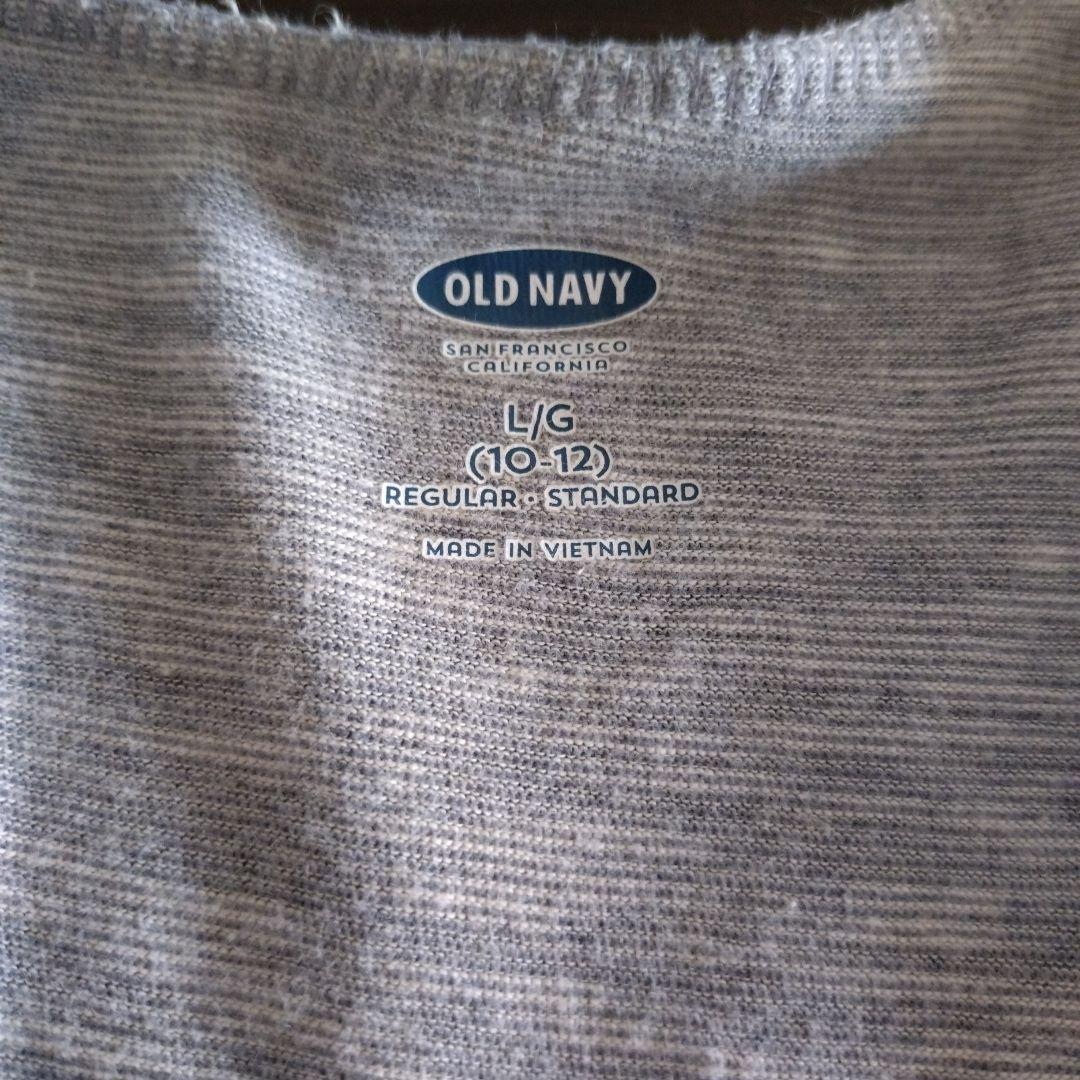 OLD NAVY
SAN FRANCISCO
CALIFORNIA
L/G
(10-12)
REGULAR · STANDARD
MADE IN VIETNAM